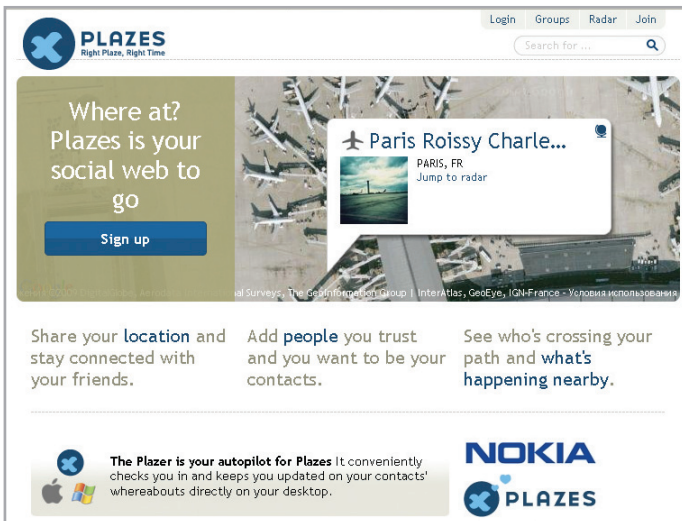 Login Groups Radar Join
PLAZES
Right Plaze, Right Time
Search for ...
Where at?
Plazes is your
social web to
go
Sign up
Paris Roissy Charle...
PARIS, FR
Jump to radar
al Surveys, The GeoInformation Group | InterAtlas, GeoEye, IGN-France - Условия использования
Share your location and
stay connected with
your friends.
Add people you trust
and you want to be your
contacts.
See who's crossing your
path and what's
happening nearby.
The Plazer is your autopilot for Plazes It conveniently
checks you in and keeps you updated on your contacts'
whereabouts directly on your desktop.
NOKIA
PLAZES